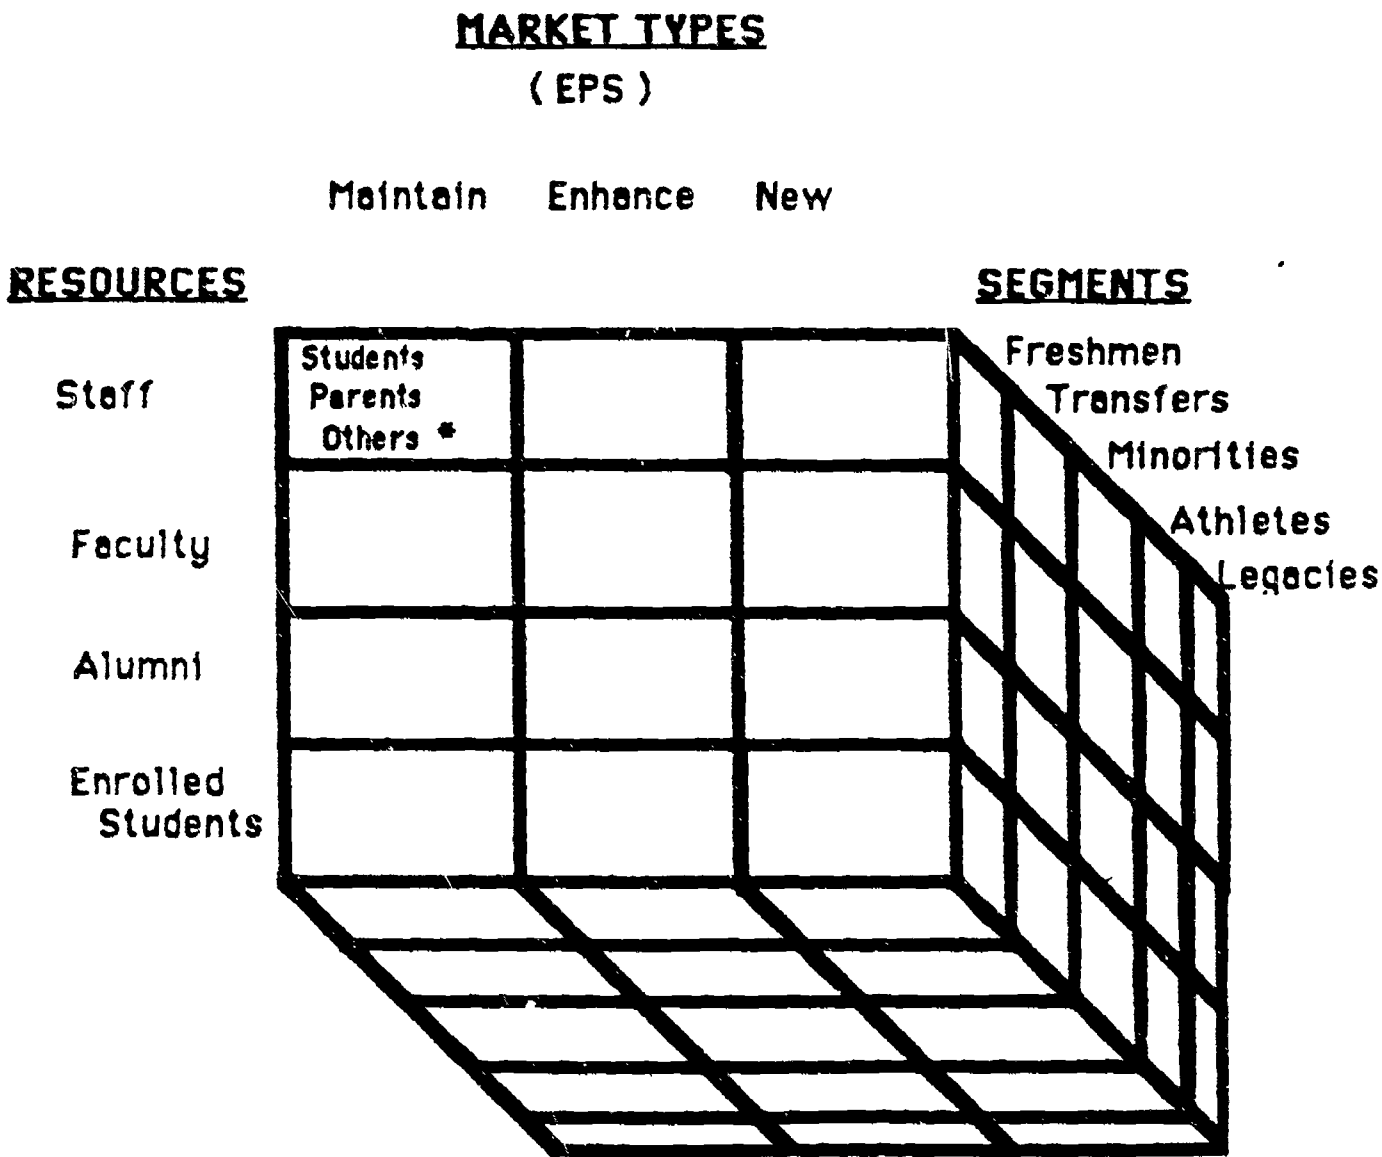 MARKET TYPES
( EPS )
Maintain Enhance New
RESOURCES
SEGMENTS
Staff
Students
Parents
Others *
Faculty
Alumni
Enrolled
Students
Freshmen
Transfers
Minorities
Athletes
Legacies